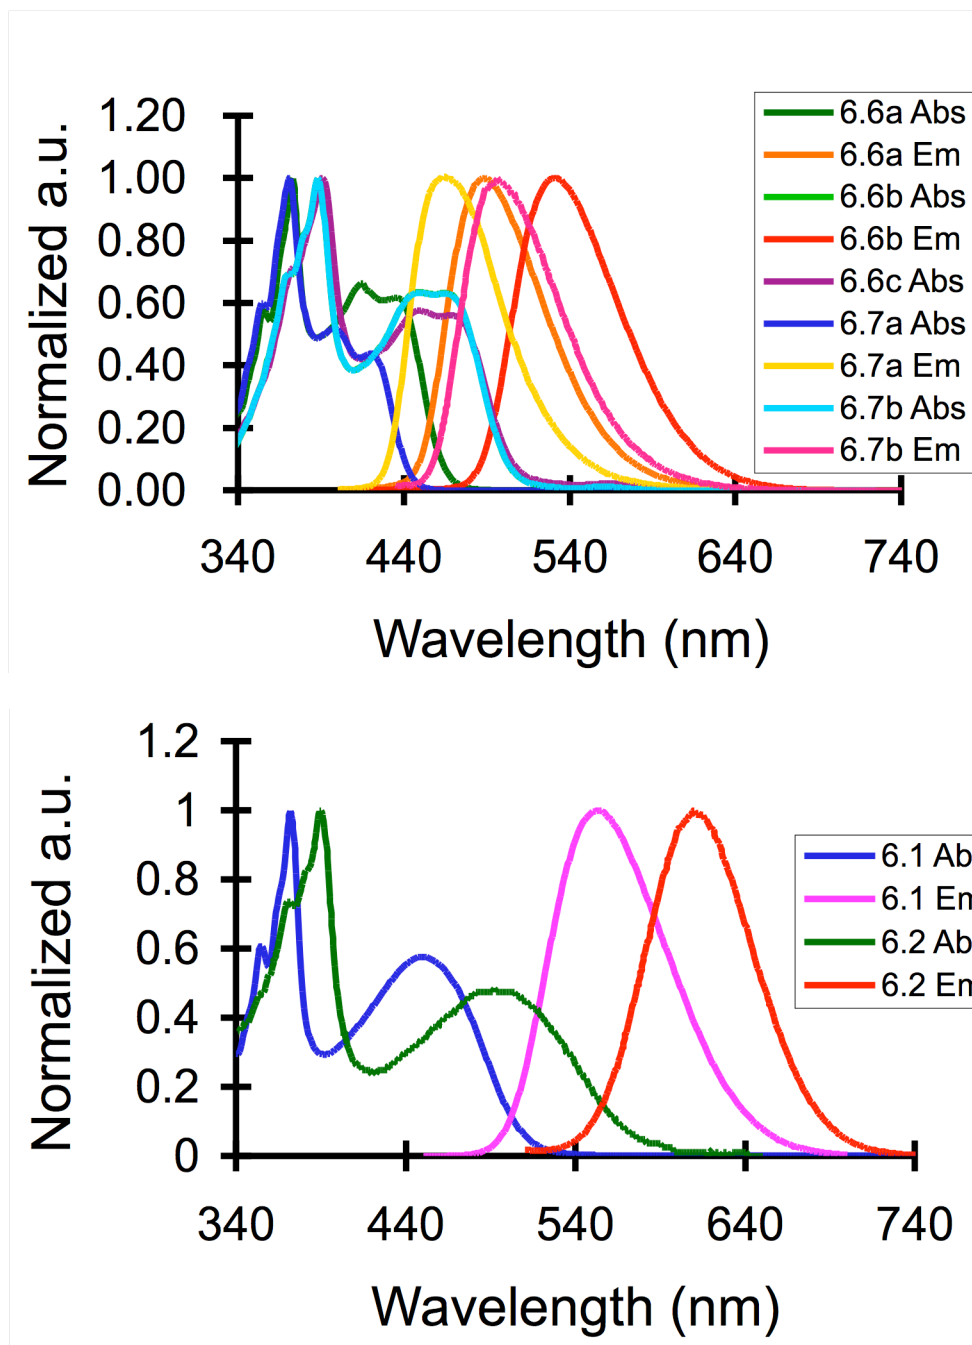 Normalized a.u.
1.20
1.00
0.80
0.60
0.40
0.20
0.00
340 440 540 640 740
Wavelength (nm)
6.6a Abs
6.6a Em
6.6b Abs
6.6b Em
6.6c Abs
6.7a Abs
6.7a Em
6.7b Abs
6.7b Em
Normalized a.u.
1.2
1
0.8
0.6
0.4
0.2
0
340 440 540 640 740
Wavelength (nm)
6.1 Ab
6.1 Em
6.2 Ab
6.2 Em